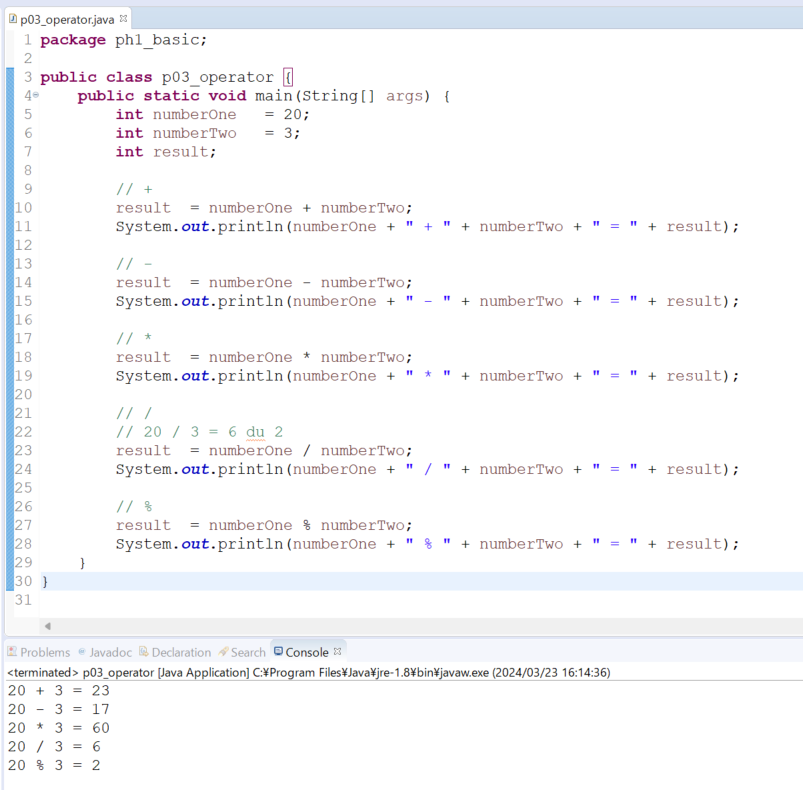 p03_operator.java
1 package ph1_basic;
2
3 public class p03_operator {
4 public static void main(String[] args) {
5 int numberOne = 20;
6 int numberTwo = 3;
7 int result;
8
9 // +
10 result = numberOne + numberTwo;
11 System.out.println(numberOne + " + " + numberTwo + " = " + result);
12
13 // -
14 result = numberOne - numberTwo;
15 System.out.println(numberOne + " - " + numberTwo + " = " + result);
16
17 // *
18 result = numberOne * numberTwo;
19 System.out.println(numberOne + " * " + numberTwo + " = " + result);
20
21 // /
22 // 20 / 3 = 6 du 2
23 result = numberOne / numberTwo;
24 System.out.println(numberOne + " / " + numberTwo + " = " + result);
25
26 // %
27 result = numberOne % numberTwo;
28 System.out.println(numberOne + " % " + numberTwo + " = " + result);
29 }
30 }
31
Problems Javadoc Declaration Search Console
<terminated> p03_operator [Java Application] C:¥Program Files¥Java¥jre-1.8¥bin¥javaw.exe (2024/03/23 16:14:36)
20 + 3 = 23
20 - 3 = 17
20 * 3 = 60
20 / 3 = 6
20 % 3 = 2